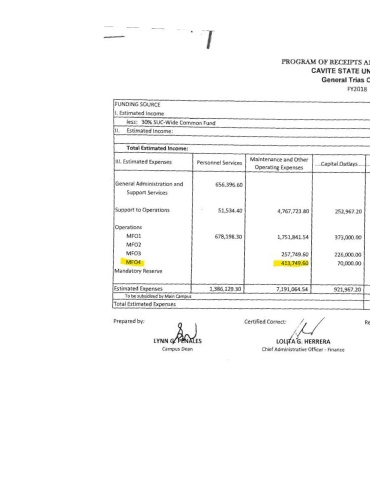 PROGRAM OF RECEIPTS A
CAVITE STATE UN
General Trias C
FY2018
FUNDING SOURCE
I. Estimated Income
less: 30% SUC-Wide Common Fund
II. Estimated Income:
Total Estimated Income:
III. Estimated Expenses Personnel Services Maintenance and Other Operating Expenses Capital Outlays
General Administration and Support Services 656,396.60
Support to Operations 51,534.40 4,767,723.80 252,967.20
Operations
MFO1 678,198.30 1,751,841.54 373,000.00
MFO2
MFO3 257,749.60 226,000.00
MFO4 413,749.60 70,000.00
Mandatory Reserve
Estimated Expenses 1,386,129.30 7,191,064.54 921,967.20
To be subsidized by Main Campus
Total Estimated Expenses
Prepared by: Certified Correct: Re
LYNN G. PENALES LOLITA G. HERRERA
Campus Dean Chief Administrative Officer - Finance